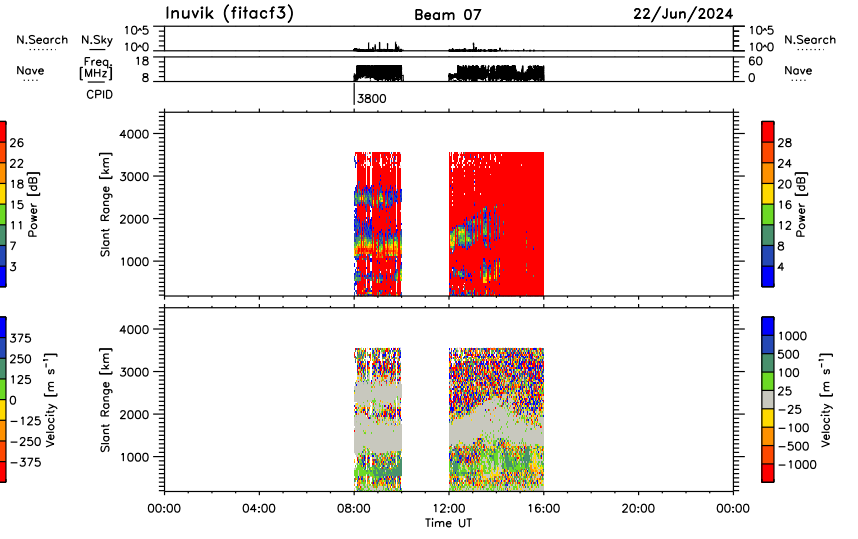 Inuvik (fitacf3) Beam 07 22/Jun/2024
N.Search N.Sky 10^5 10^0 10^5 10^0 N.Search
Nave Freq. [MHz] 18 8 60 0 Nave
CPID 3800
4000 3000 2000 1000
Slant Range [km]
26 22 18 15 11 7 3
Power [dB]
28 24 20 16 12 8 4
Power [dB]
4000 3000 2000 1000
Slant Range [km]
375 250 125 0 −125 −250 −375
Velocity [m s⁻¹]
1000 500 100 25 −25 −100 −500 −1000
Velocity [m s⁻¹]
00:00 04:00 08:00 12:00 16:00 20:00 00:00
Time UT